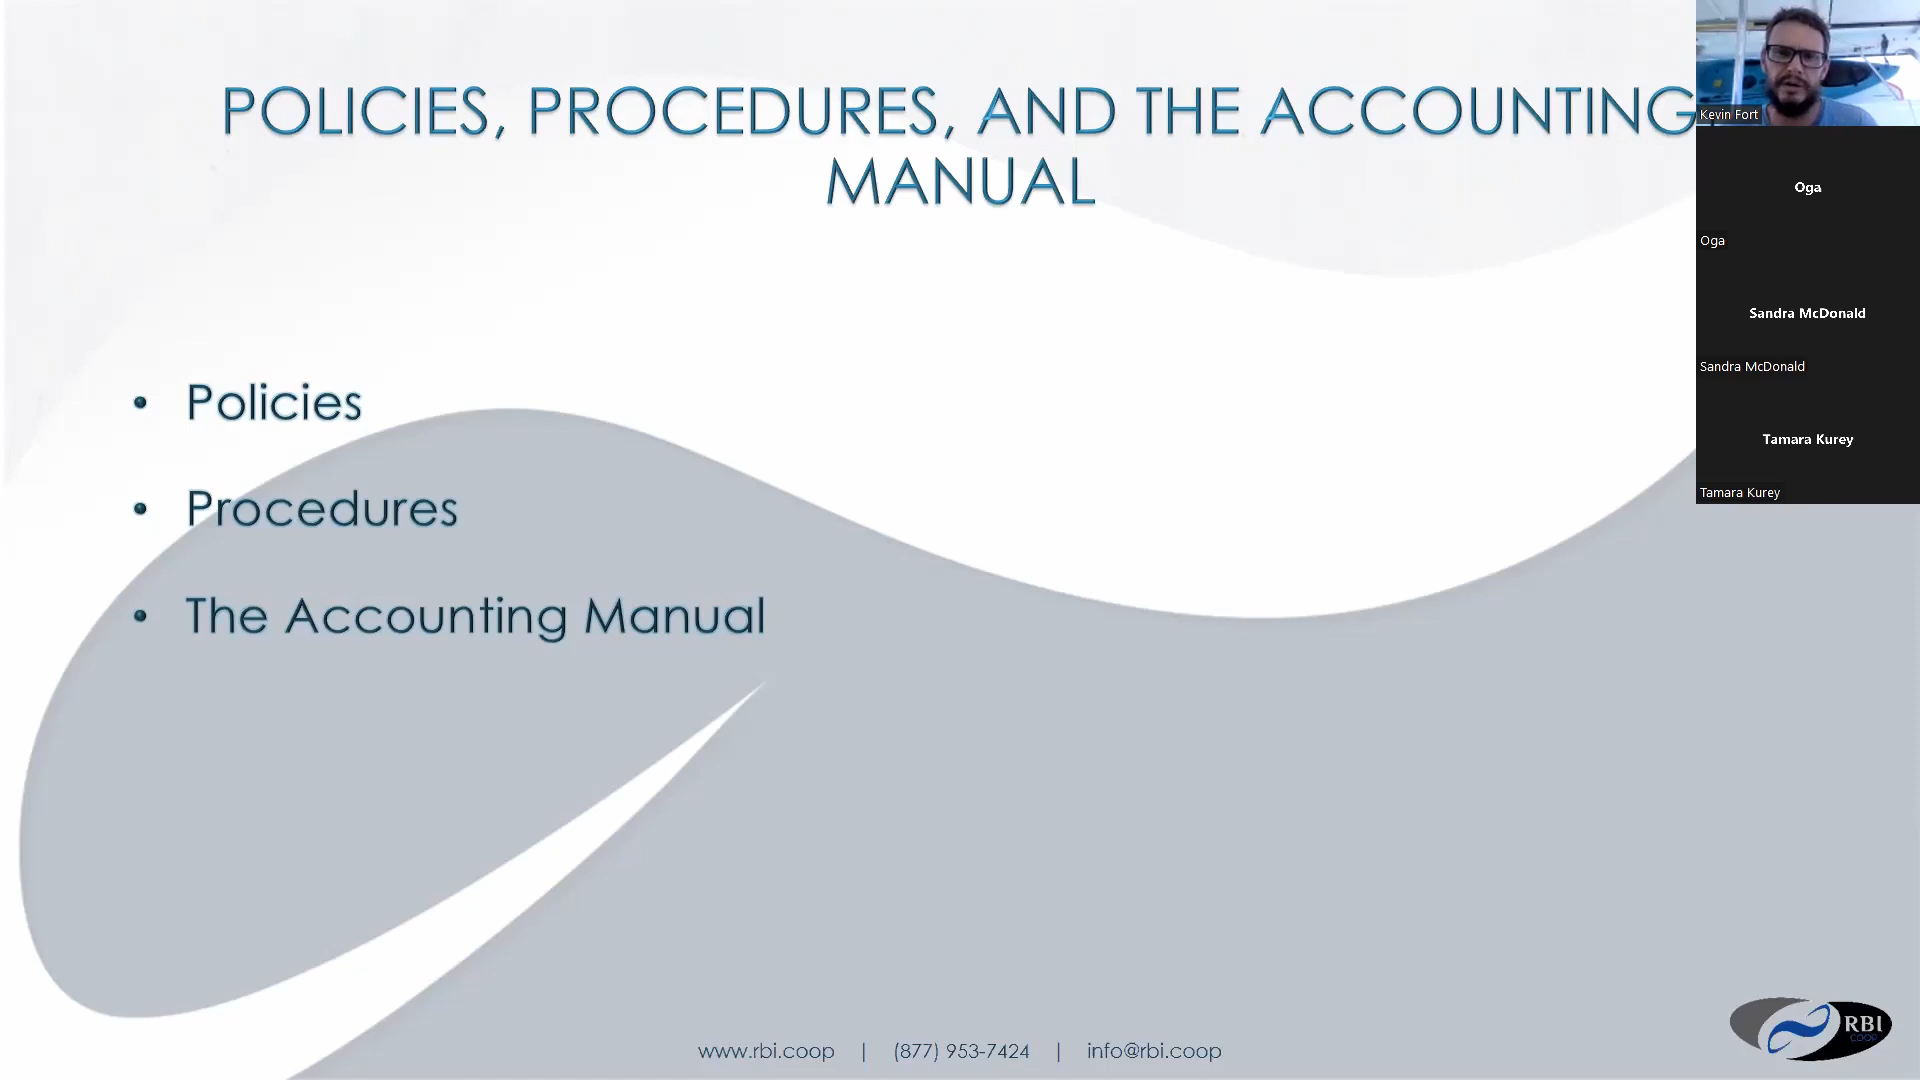 POLICIES, PROCEDURES, AND THE ACCOUNTING
MANUAL
• Policies
• Procedures
• The Accounting Manual
www.rbi.coop | (877) 953-7424 | info@rbi.coop
RBI
COOP
Kevin Fort
Oga
Oga
Sandra McDonald
Sandra McDonald
Tamara Kurey
Tamara Kurey